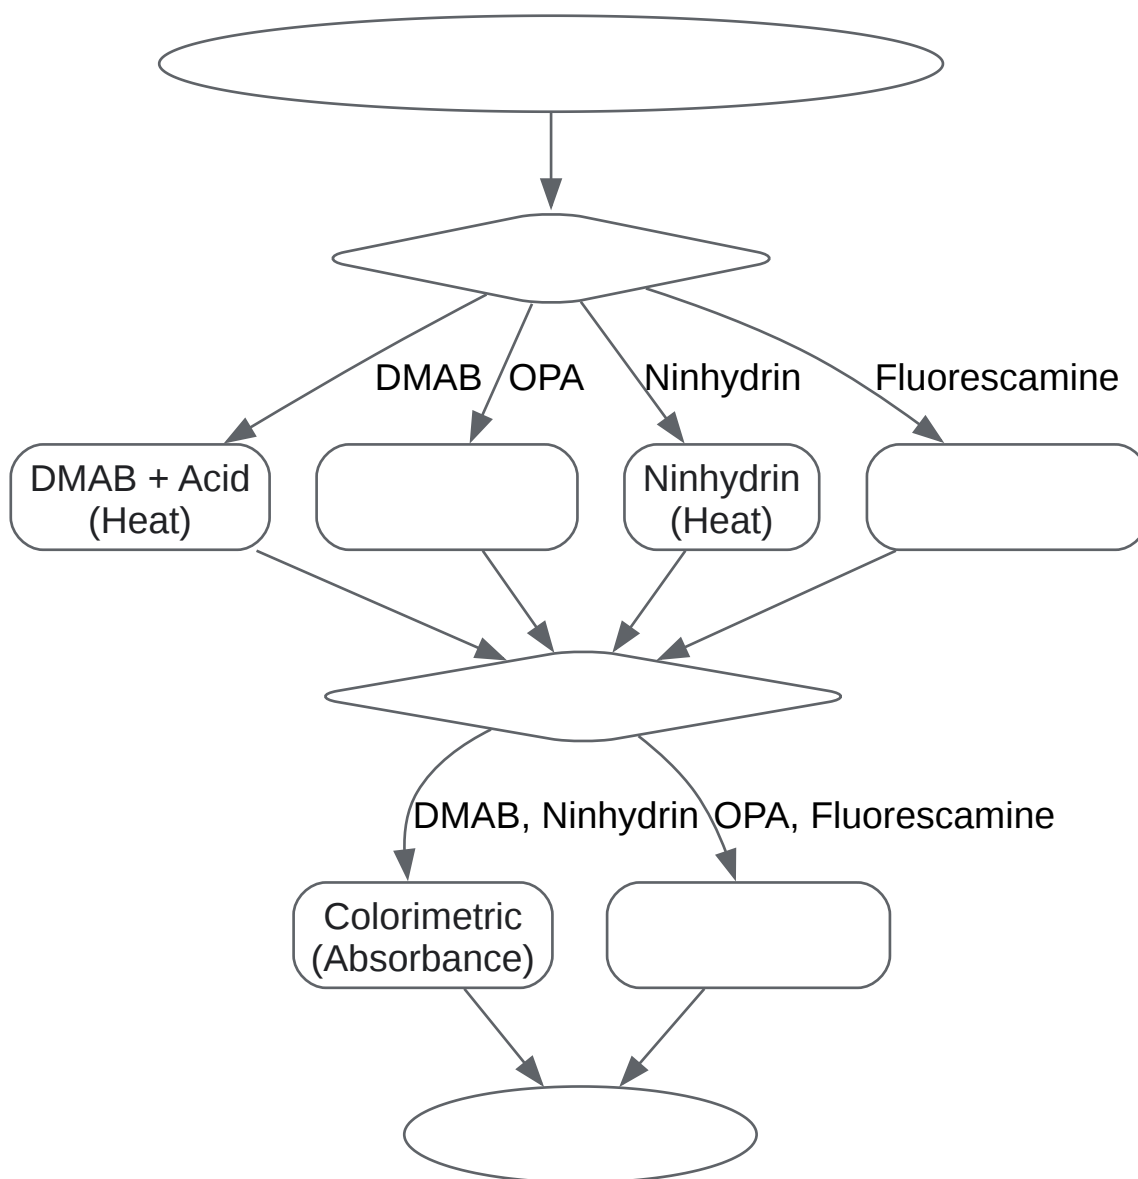 DMAB
OPA
Ninhydrin
Fluorescamine
DMAB + Acid
(Heat)
Ninhydrin
(Heat)
DMAB, Ninhydrin
OPA, Fluorescamine
Colorimetric
(Absorbance)